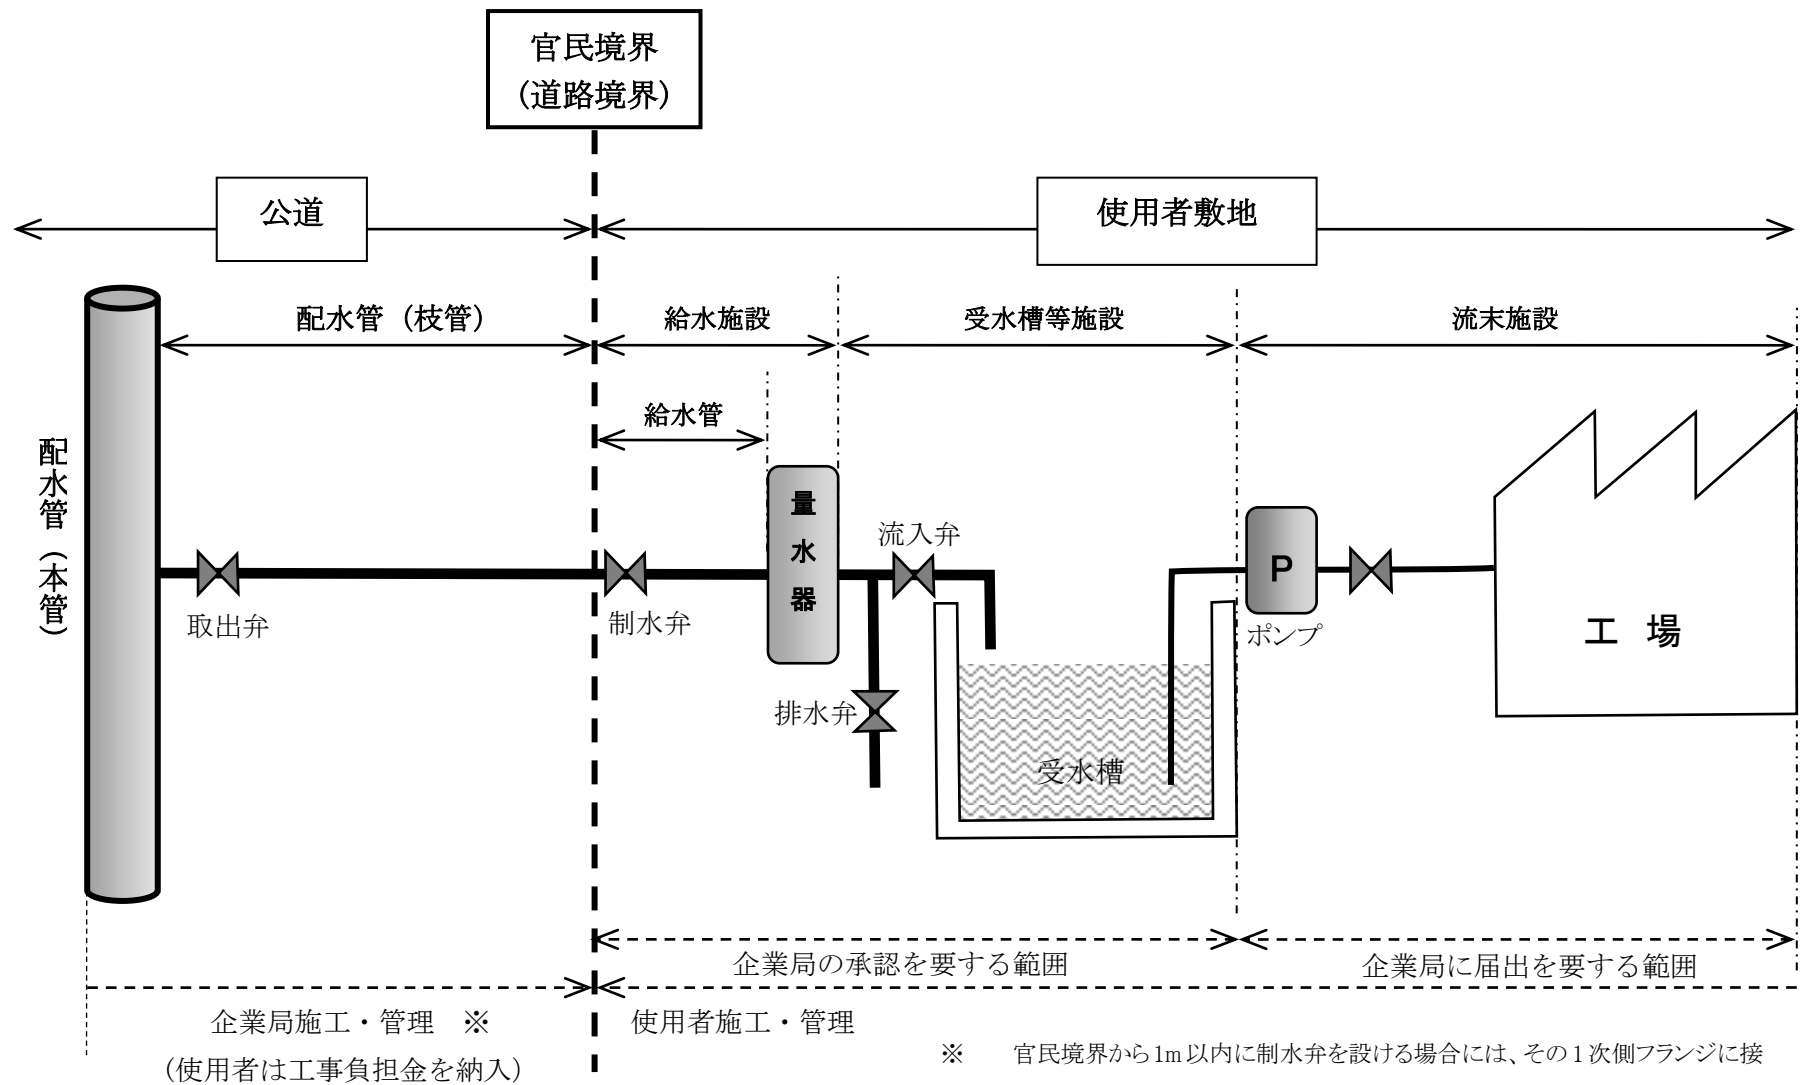 官民境界
(道路境界)
公道
使用者敷地
配水管（枝管）
給水施設
受水槽等施設
流末施設
給水管
配水管（本管）
量水器
流入弁
P
取出弁
制水弁
ポンプ
工　場
排水弁
受水槽
企業局の承認を要する範囲
企業局に届出を要する範囲
企業局施工・管理　※
(使用者は工事負担金を納入)
使用者施工・管理
※　官民境界から1m以内に制水弁を設ける場合には、その1次側フランジに接